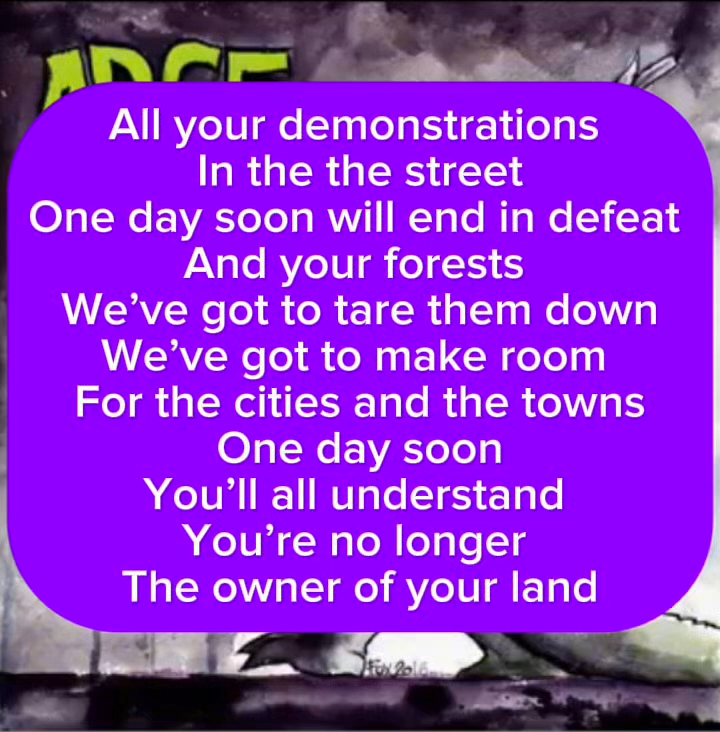 All your demonstrations
In the the street
One day soon will end in defeat
And your forests
We’ve got to tare them down
We’ve got to make room
For the cities and the towns
One day soon
You’ll all understand
You’re no longer
The owner of your land
Fox 2016